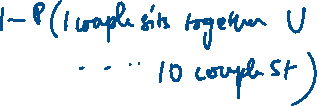 1-P(1 couple sits together U
.... 10 couple st)